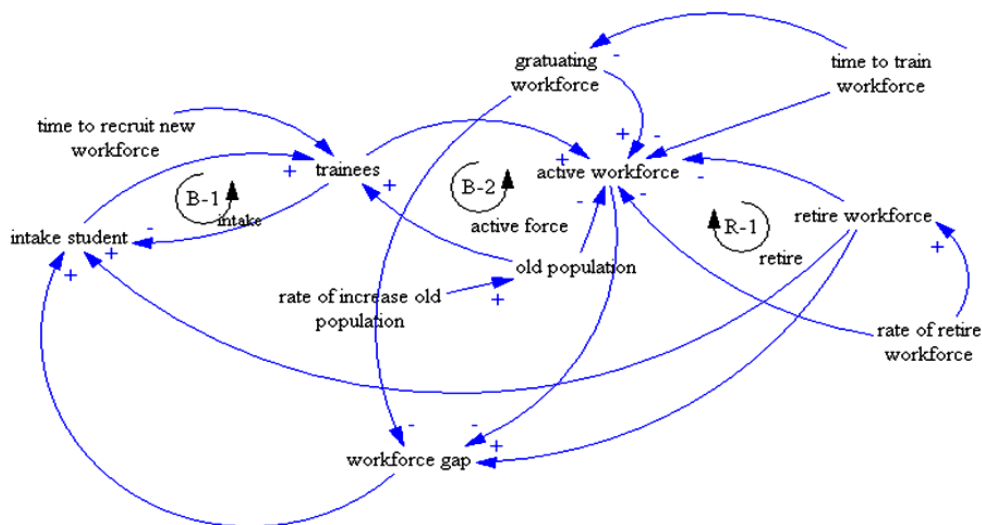 gratuating
workforce
time to train
workforce
time to recruit new
workforce
trainees
active workforce
B-1
intake
B-2
active force
R-1
retire
retire workforce
intake student
old population
rate of increase old
population
rate of retire
workforce
workforce gap
-
+
-
+
+
+
-
-
-
-
-
+
+
+
+
-
-
+